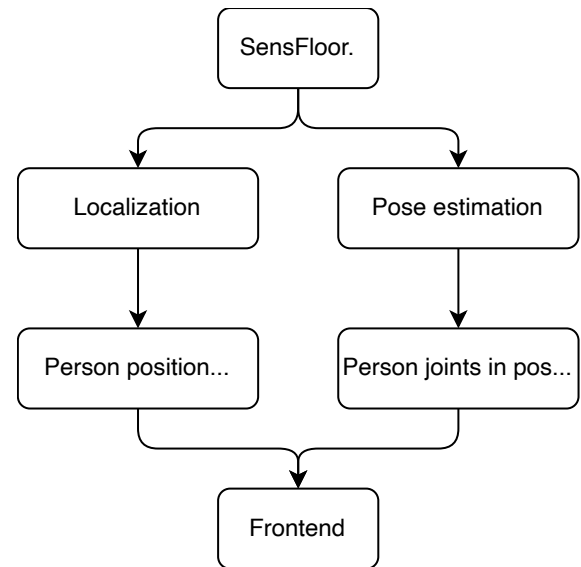 SensFloor.
Localization
Pose estimation
Person position...
Person joints in pos...
Frontend